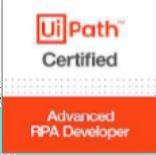 UiPath™
Certified
Advanced
RPA Developer